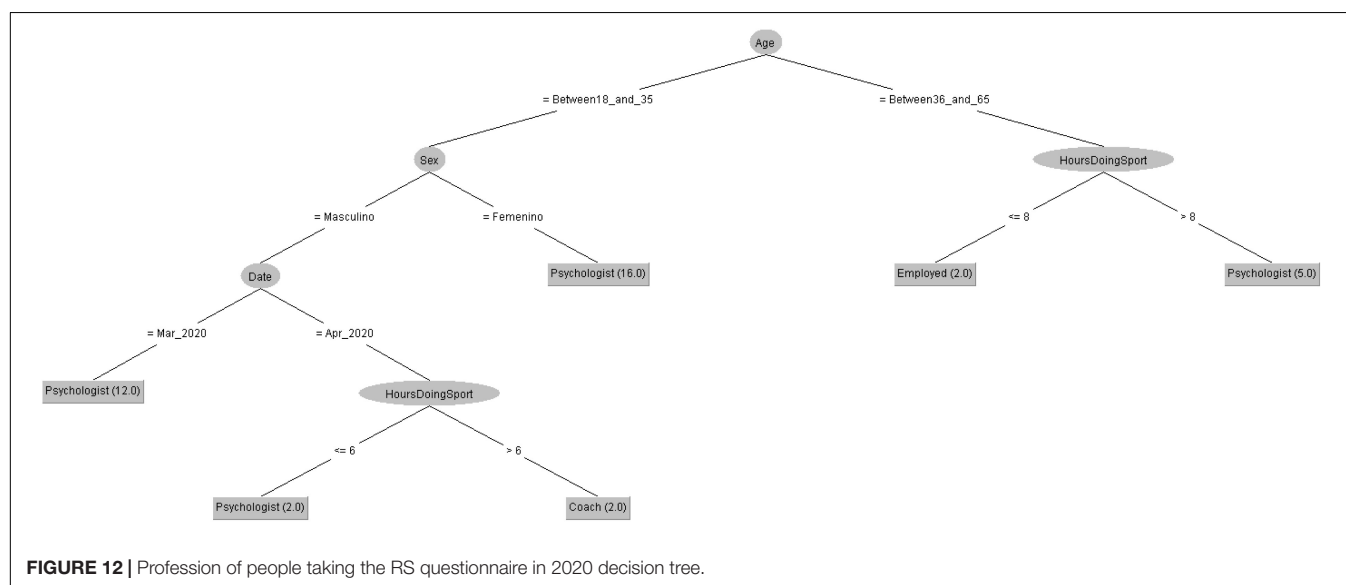 Age
= Between18_and_35
= Between36_and_65
Sex
HoursDoingSport
= Masculino
= Femenino
<= 8
> 8
Date
Psychologist (16.0)
Employed (2.0)
Psychologist (5.0)
= Mar_2020
= Apr_2020
Psychologist (12.0)
HoursDoingSport
<= 6
> 6
Psychologist (2.0)
Coach (2.0)
FIGURE 12 | Profession of people taking the RS questionnaire in 2020 decision tree.